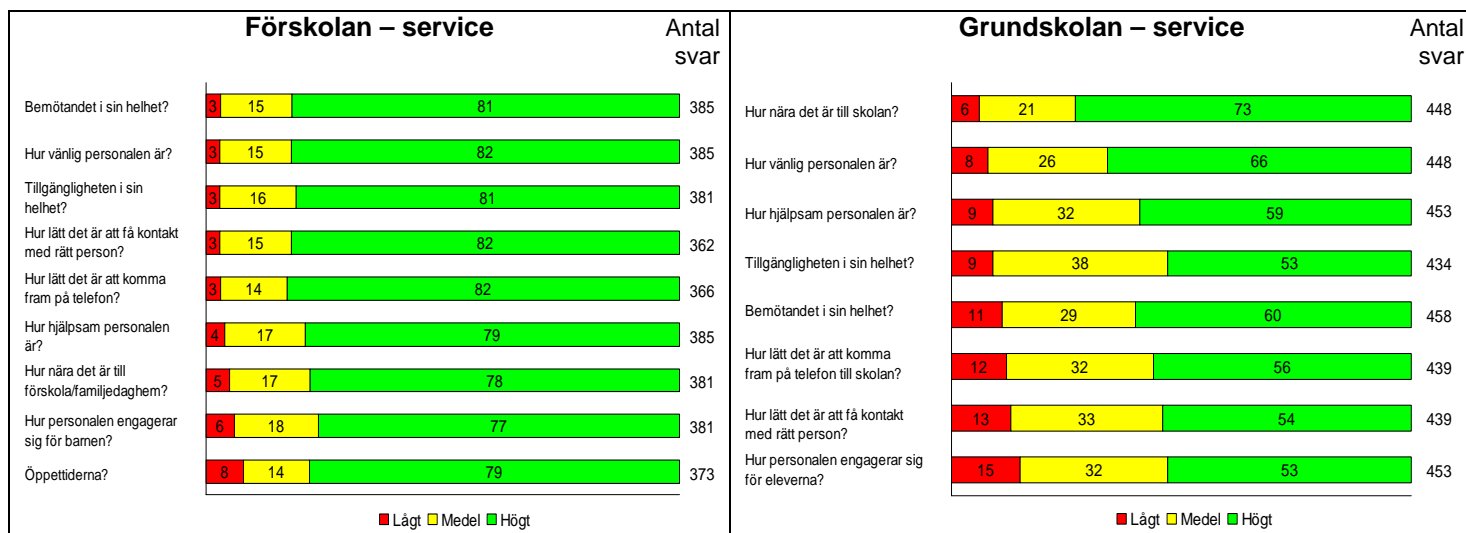 Förskolan – service
Antal
svar
Bemötandet i sin helhet?
3 15 81 385
Hur vänlig personalen är?
3 15 82 385
Tillgängligheten i sin
helhet?
3 16 81 381
Hur lätt det är att få kontakt
med rätt person?
3 15 82 362
Hur lätt det är att komma
fram på telefon?
3 14 82 366
Hur hjälpsam personalen
är?
4 17 79 385
Hur nära det är till
förskola/familjedaghem?
5 17 78 381
Hur personalen engagerar
sig för barnen?
6 18 77 381
Öppettiderna?
8 14 79 373
Lågt Medel Högt
Grundskolan – service
Antal
svar
Hur nära det är till skolan?
6 21 73 448
Hur vänlig personalen är?
8 26 66 448
Hur hjälpsam personalen är?
9 32 59 453
Tillgängligheten i sin helhet?
9 38 53 434
Bemötandet i sin helhet?
11 29 60 458
Hur lätt det är att komma
fram på telefon till skolan?
12 32 56 439
Hur lätt det är att få kontakt
med rätt person?
13 33 54 439
Hur personalen engagerar sig
för eleverna?
15 32 53 453
Lågt Medel Högt